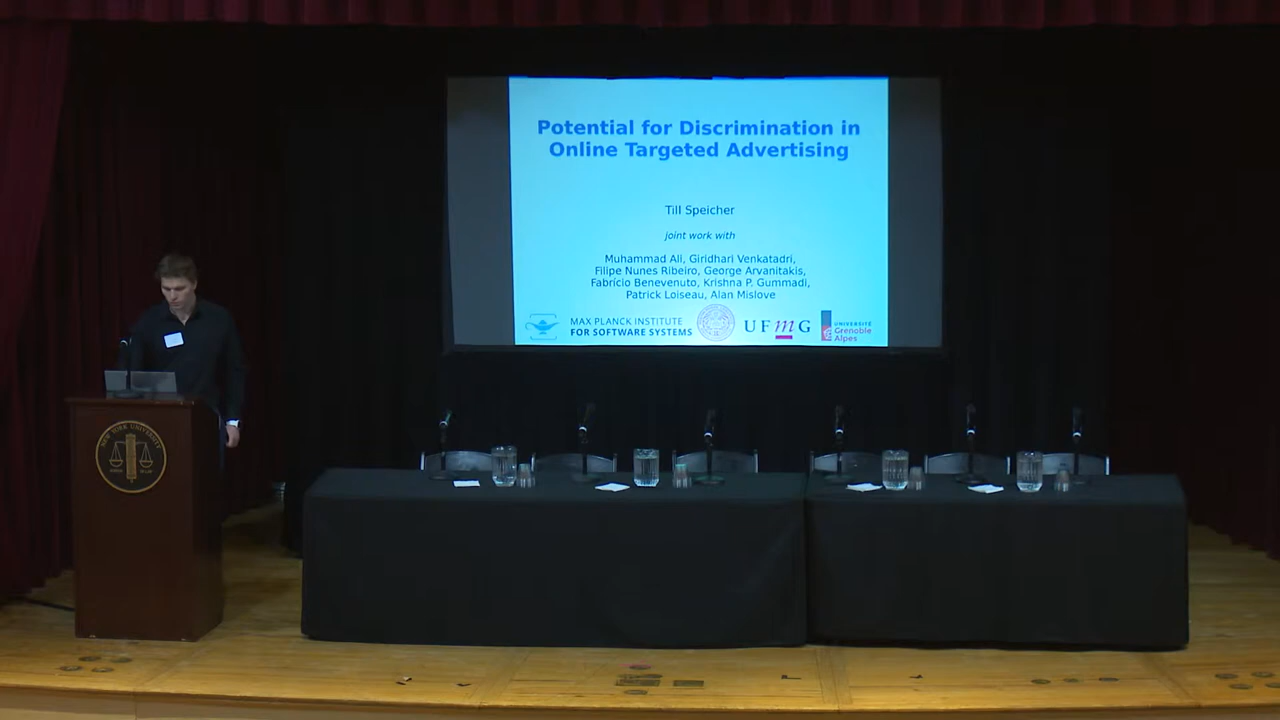 Potential for Discrimination in
Online Targeted Advertising
Till Speicher
joint work with
Muhammad Ali, Giridhari Venkatadri,
Filipe Nunes Ribeiro, George Arvanitakis,
Fabrício Benevenuto, Krishna P. Gummadi,
Patrick Loiseau, Alan Mislove
MAX PLANCK INSTITUTE
FOR SOFTWARE SYSTEMS
UFmG
UNIVERSITÉ
Grenoble
Alpes
NEW YORK UNIVERSITY